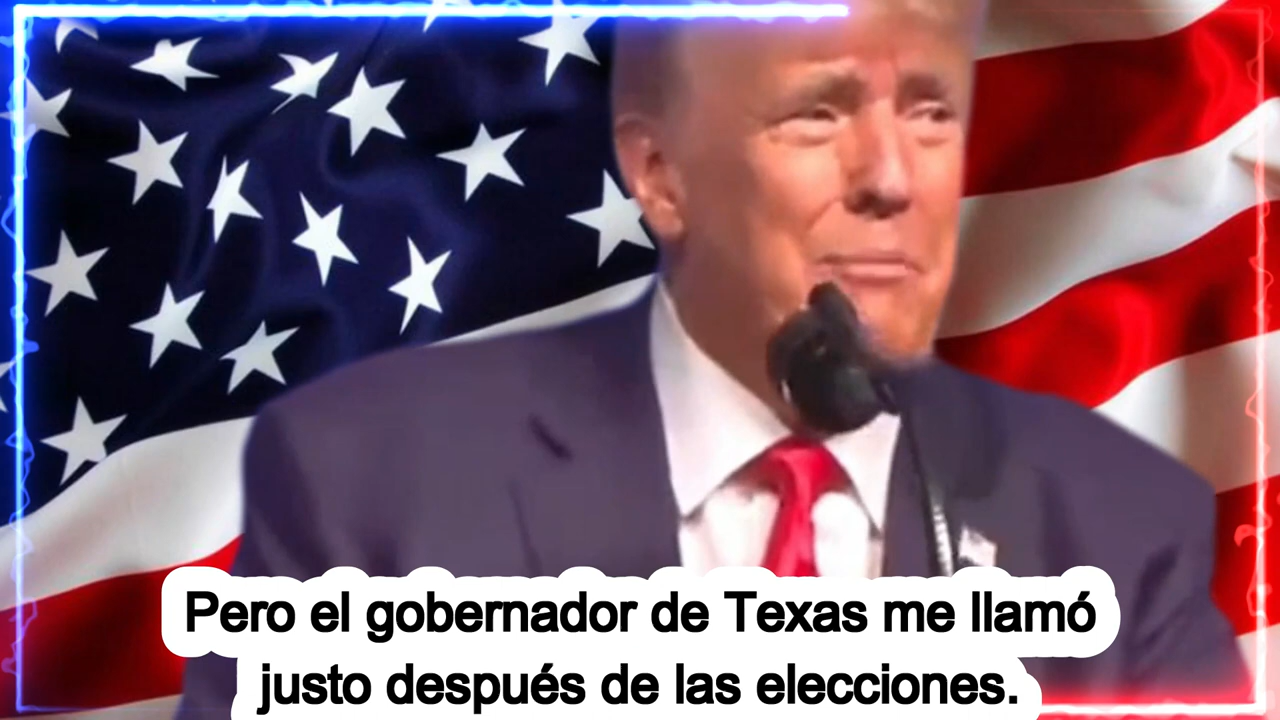 Pero el gobernador de Texas me llamó
justo después de las elecciones.